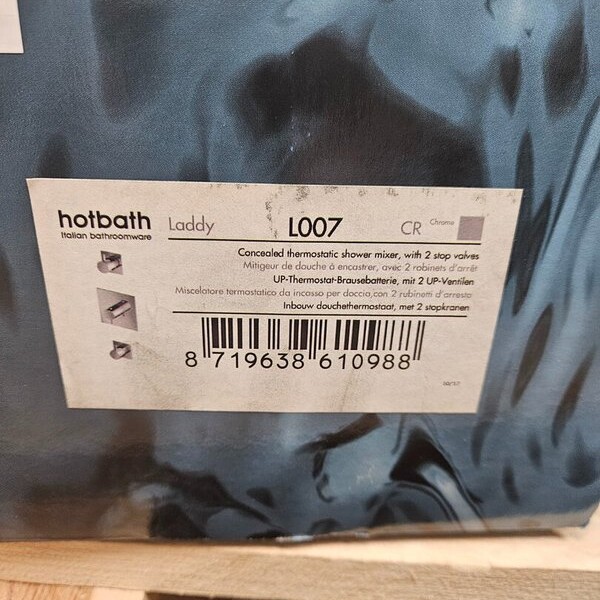 hotbath
Italian bathroomware
Laddy
L007
CR
Chrome
Concealed thermostatic shower mixer, with 2 stop valves
Mitigeur de douche à encastrer, avec 2 robinets d'arrêt
UP-Thermostat-Brausebatterie, mit 2 UP-Ventilen
Miscelatore termostatico da incasso per doccia,con 2 rubinetti d'arresto
Inbouw douchethermostaat, met 2 stopkranen
8 719638 610988